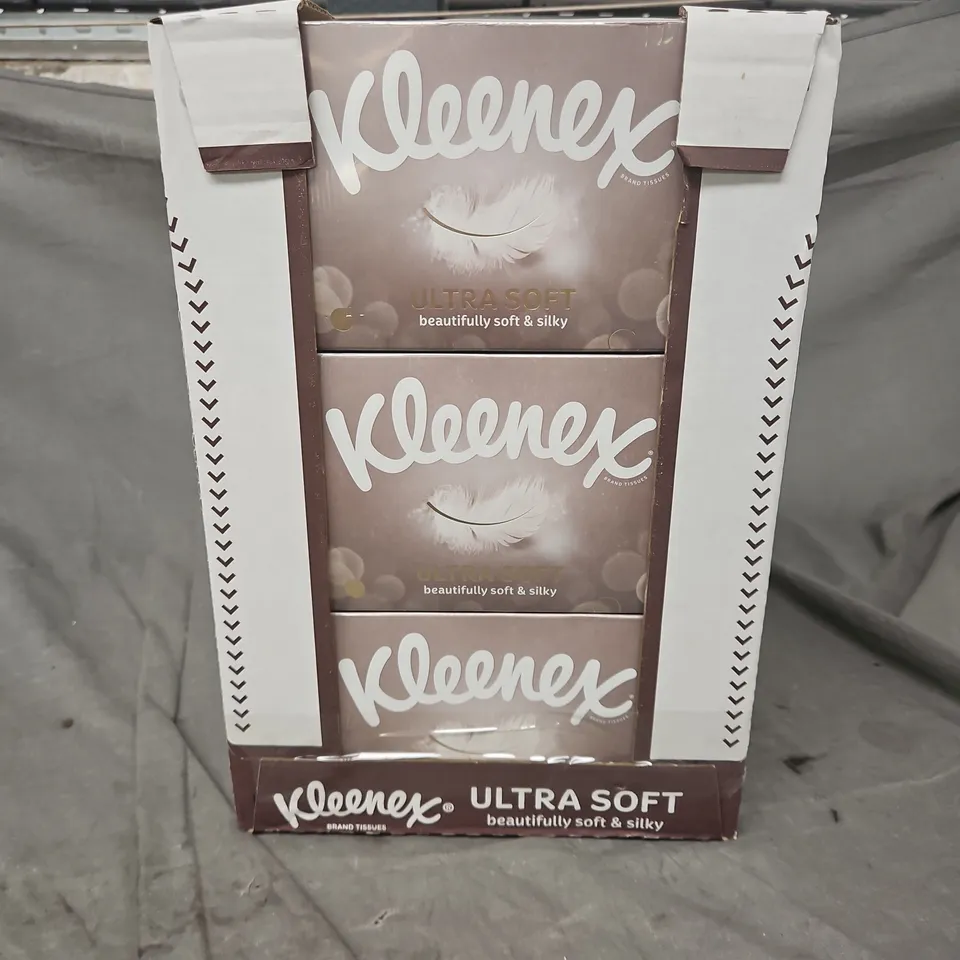 Kleenex
BRAND TISSUES
ULTRA SOFT
beautifully soft & silky
Kleenex®
BRAND TISSUES
ULTRA SOFT
beautifully soft & silky
Kleenex
BRAND TISSUES
Kleenex®
BRAND TISSUES
ULTRA SOFT
beautifully soft & silky